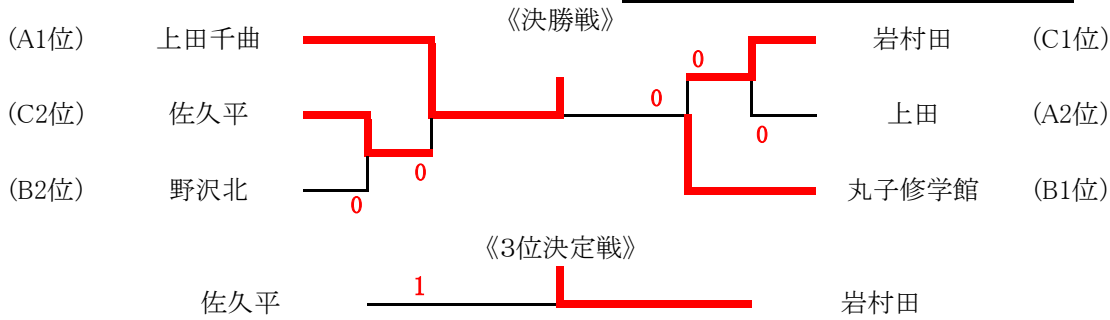 《決勝戦》
(A1位) 上田千曲 岩村田 (C1位)
0
0
(C2位) 佐久平 上田 (A2位)
0
0
(B2位) 野沢北 丸子修学館 (B1位)
0
《3位決定戦》
1
佐久平 岩村田